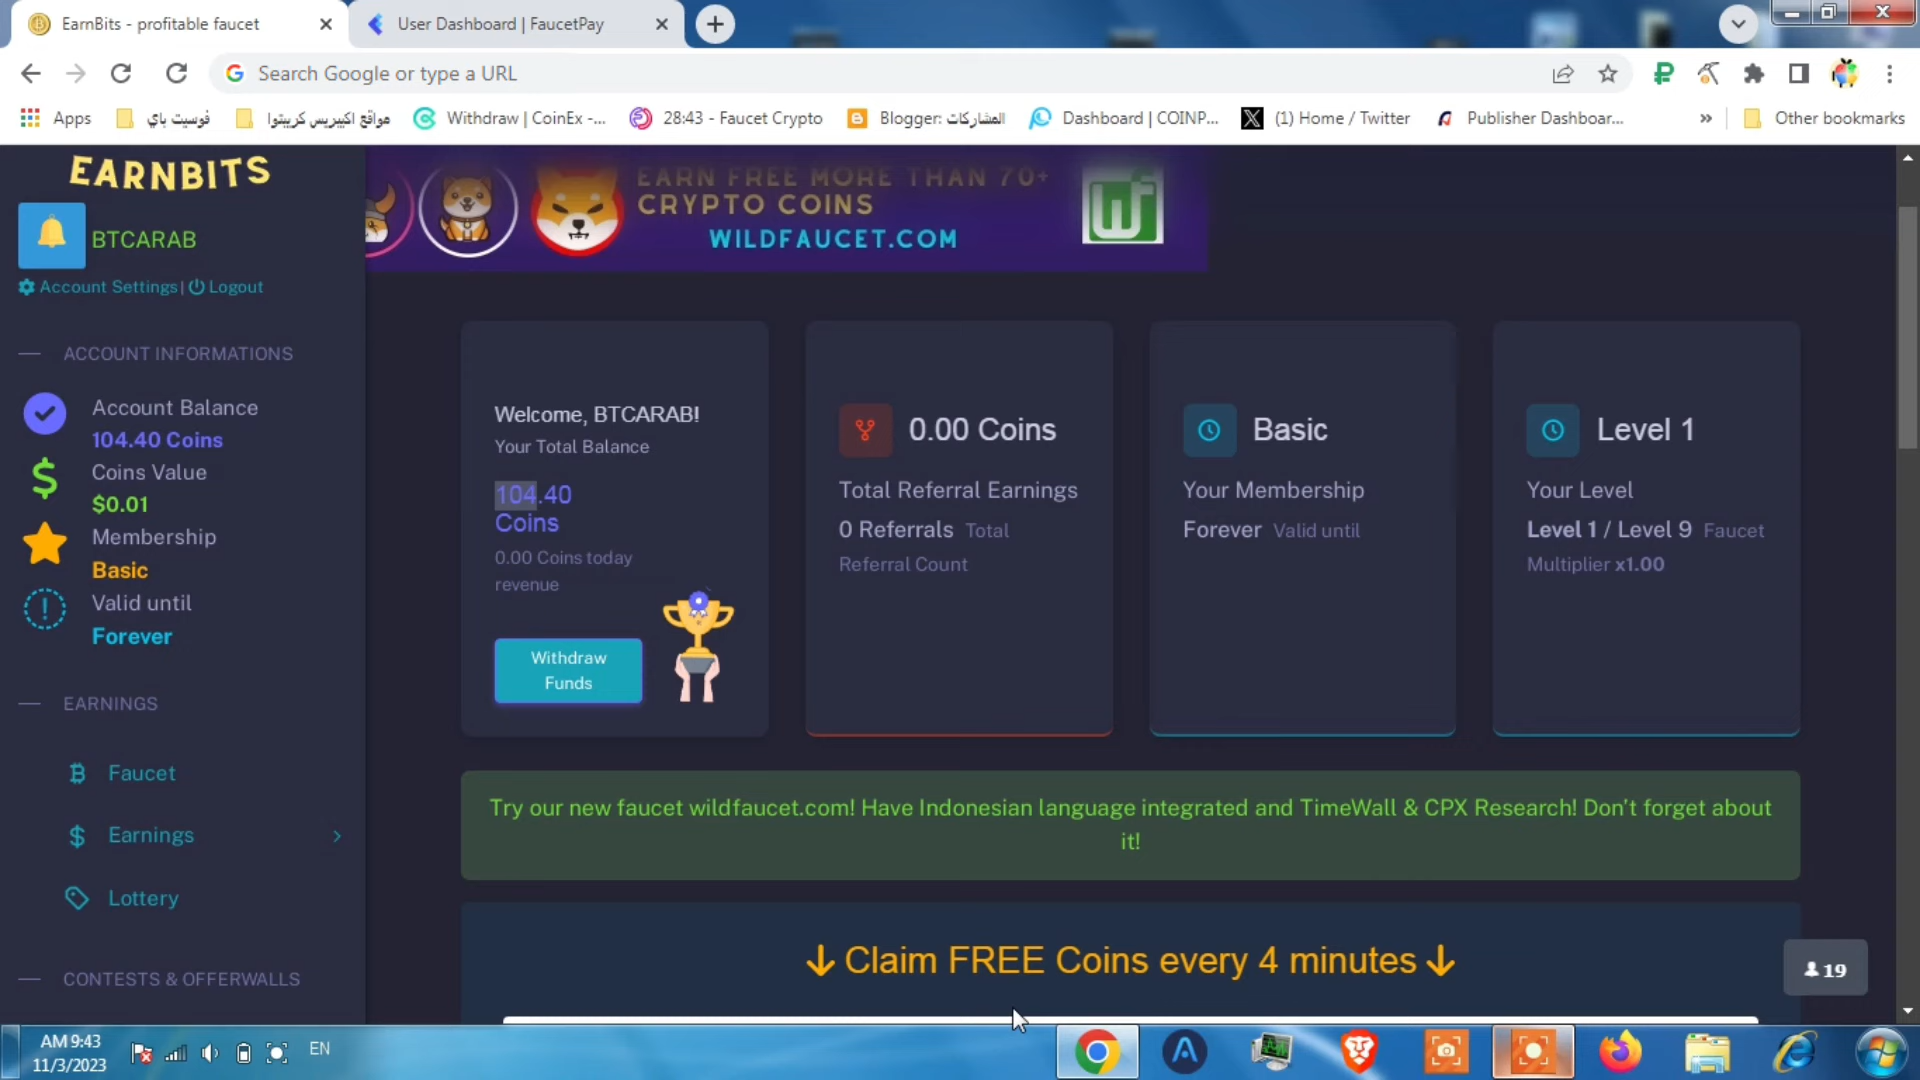 EarnBits - profitable faucet
User Dashboard | FaucetPay
Search Google or type a URL
Apps
فوسيت باي
مواقع اكبيريس كريبتوا
Withdraw | CoinEx -...
28:43 - Faucet Crypto
Blogger: المشاركات
Dashboard | COINP...
(1) Home / Twitter
Publisher Dashboar...
»
Other bookmarks
EARNBITS
BTCARAB
Account Settings | Logout
ACCOUNT INFORMATIONS
Account Balance
104.40 Coins
Coins Value
$0.01
Membership
Basic
Valid until
Forever
EARNINGS
Faucet
Earnings
Lottery
CONTESTS & OFFERWALLS
EARN FREE MORE THAN 70+
CRYPTO COINS
WILDFAUCET.COM
Welcome, BTCARAB!
Your Total Balance
104.40
Coins
0.00 Coins today
revenue
Withdraw
Funds
0.00 Coins
Total Referral Earnings
0 Referrals Total
Referral Count
Basic
Your Membership
Forever Valid until
Level 1
Your Level
Level 1 / Level 9 Faucet
Multiplier x1.00
Try our new faucet wildfaucet.com! Have Indonesian language integrated and TimeWall & CPX Research! Don't forget about
it!
↓ Claim FREE Coins every 4 minutes ↓
19
AM 9:43
11/3/2023
EN